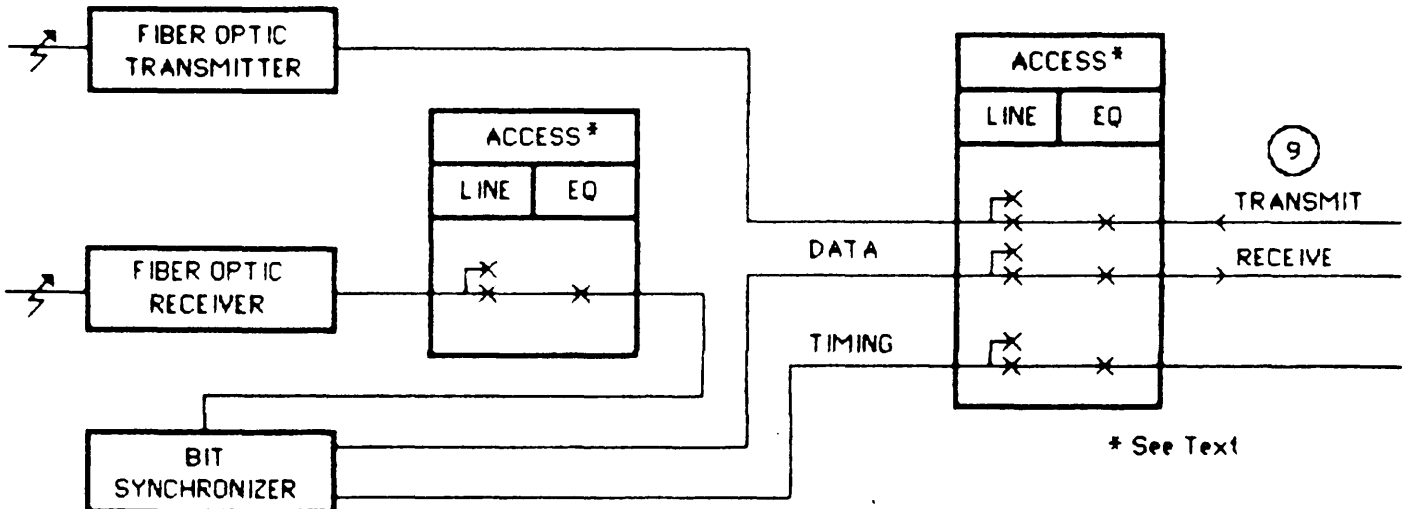 FIBER OPTIC
TRANSMITTER
ACCESS*
LINE EQ
9
TRANSMIT
RECEIVE
DATA
TIMING
* See Text
ACCESS*
LINE EQ
FIBER OPTIC
RECEIVER
BIT
SYNCHRONIZER